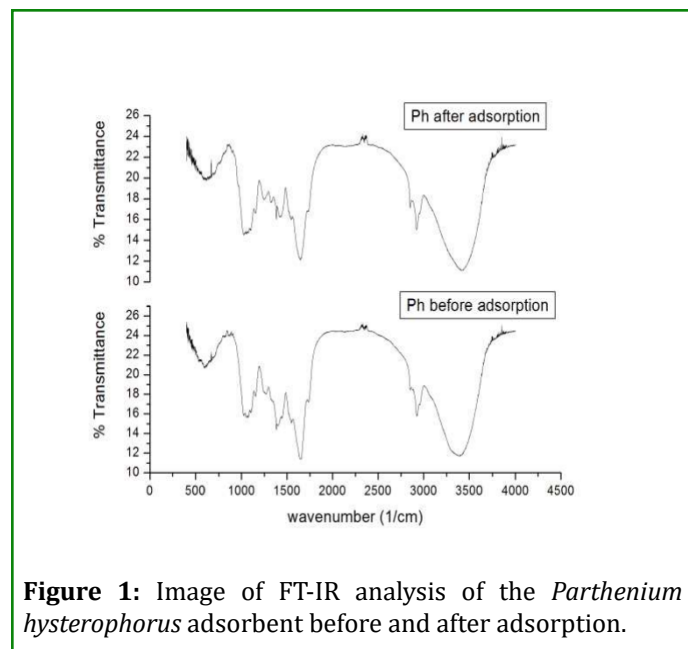 Ph after adsorption
26
24
22
20
18
16
14
12
10
% Transmittance
Ph before adsorption
26
24
22
20
18
16
14
12
10
% Transmittance
0 500 1000 1500 2000 2500 3000 3500 4000 4500
wavenumber (1/cm)
Figure 1: Image of FT-IR analysis of the Parthenium
hysterophorus adsorbent before and after adsorption.